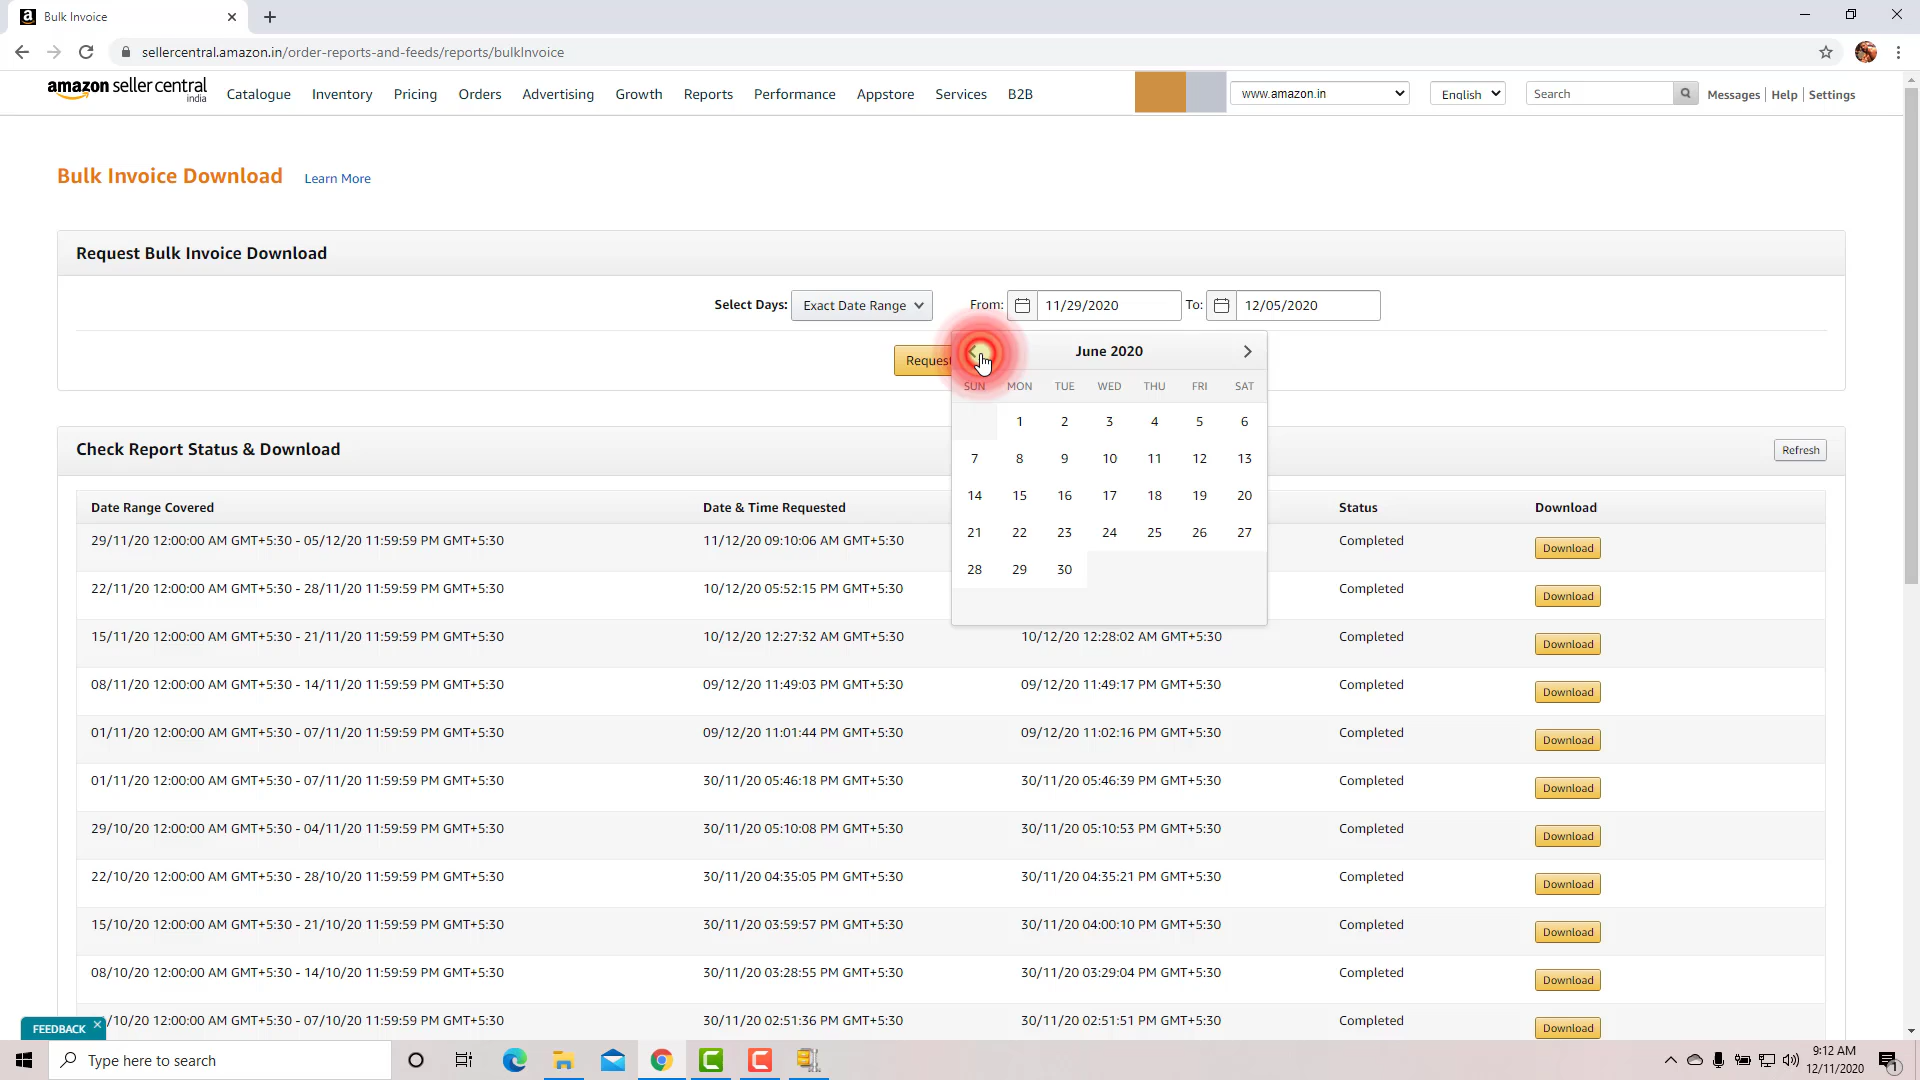 Bulk Invoice
sellercentral.amazon.in/order-reports-and-feeds/reports/bulkInvoice
amazon seller central india
Catalogue Inventory Pricing Orders Advertising Growth Reports Performance Appstore Services B2B
www.amazon.in English Search Messages | Help | Settings
Bulk Invoice Download Learn More
Request Bulk Invoice Download
Select Days: Exact Date Range From: 11/29/2020 To: 12/05/2020
Request
June 2020
SUN MON TUE WED THU FRI SAT
1 2 3 4 5 6
7 8 9 10 11 12 13
14 15 16 17 18 19 20
21 22 23 24 25 26 27
28 29 30
Check Report Status & Download Refresh
Date Range Covered Date & Time Requested Status Download
29/11/20 12:00:00 AM GMT+5:30 - 05/12/20 11:59:59 PM GMT+5:30 11/12/20 09:10:06 AM GMT+5:30 Completed Download
22/11/20 12:00:00 AM GMT+5:30 - 28/11/20 11:59:59 PM GMT+5:30 10/12/20 05:52:15 PM GMT+5:30 Completed Download
15/11/20 12:00:00 AM GMT+5:30 - 21/11/20 11:59:59 PM GMT+5:30 10/12/20 12:27:32 AM GMT+5:30 10/12/20 12:28:02 AM GMT+5:30 Completed Download
08/11/20 12:00:00 AM GMT+5:30 - 14/11/20 11:59:59 PM GMT+5:30 09/12/20 11:49:03 PM GMT+5:30 09/12/20 11:49:17 PM GMT+5:30 Completed Download
01/11/20 12:00:00 AM GMT+5:30 - 07/11/20 11:59:59 PM GMT+5:30 09/12/20 11:01:44 PM GMT+5:30 09/12/20 11:02:16 PM GMT+5:30 Completed Download
01/11/20 12:00:00 AM GMT+5:30 - 07/11/20 11:59:59 PM GMT+5:30 30/11/20 05:46:18 PM GMT+5:30 30/11/20 05:46:39 PM GMT+5:30 Completed Download
29/10/20 12:00:00 AM GMT+5:30 - 04/11/20 11:59:59 PM GMT+5:30 30/11/20 05:10:08 PM GMT+5:30 30/11/20 05:10:53 PM GMT+5:30 Completed Download
22/10/20 12:00:00 AM GMT+5:30 - 28/10/20 11:59:59 PM GMT+5:30 30/11/20 04:35:05 PM GMT+5:30 30/11/20 04:35:21 PM GMT+5:30 Completed Download
15/10/20 12:00:00 AM GMT+5:30 - 21/10/20 11:59:59 PM GMT+5:30 30/11/20 03:59:57 PM GMT+5:30 30/11/20 04:00:10 PM GMT+5:30 Completed Download
08/10/20 12:00:00 AM GMT+5:30 - 14/10/20 11:59:59 PM GMT+5:30 30/11/20 03:28:55 PM GMT+5:30 30/11/20 03:29:04 PM GMT+5:30 Completed Download
/10/20 12:00:00 AM GMT+5:30 - 07/10/20 11:59:59 PM GMT+5:30 30/11/20 02:51:36 PM GMT+5:30 30/11/20 02:51:51 PM GMT+5:30 Completed Download
FEEDBACK
Type here to search
9:12 AM
12/11/2020
1